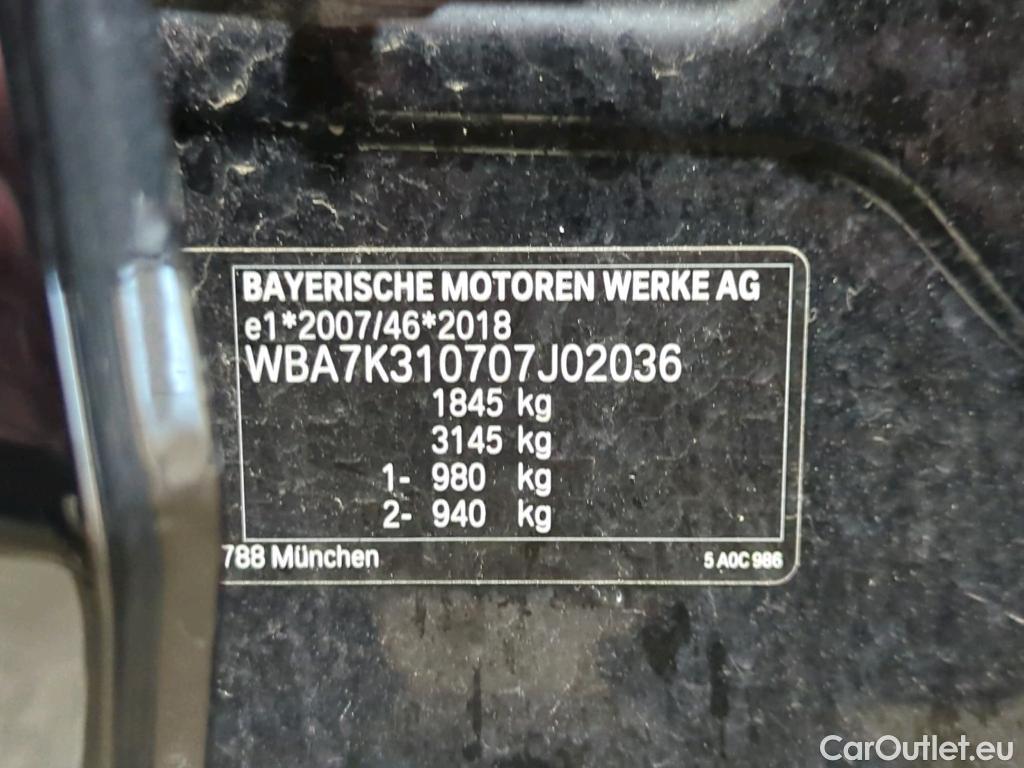 BAYERISCHE MOTOREN WERKE AG
e1*2007/46*2018
WBA7K310707J02036
1845 kg
3145 kg
1- 980 kg
2- 940 kg
788 München 5 A0C 986
CarOutlet.eu